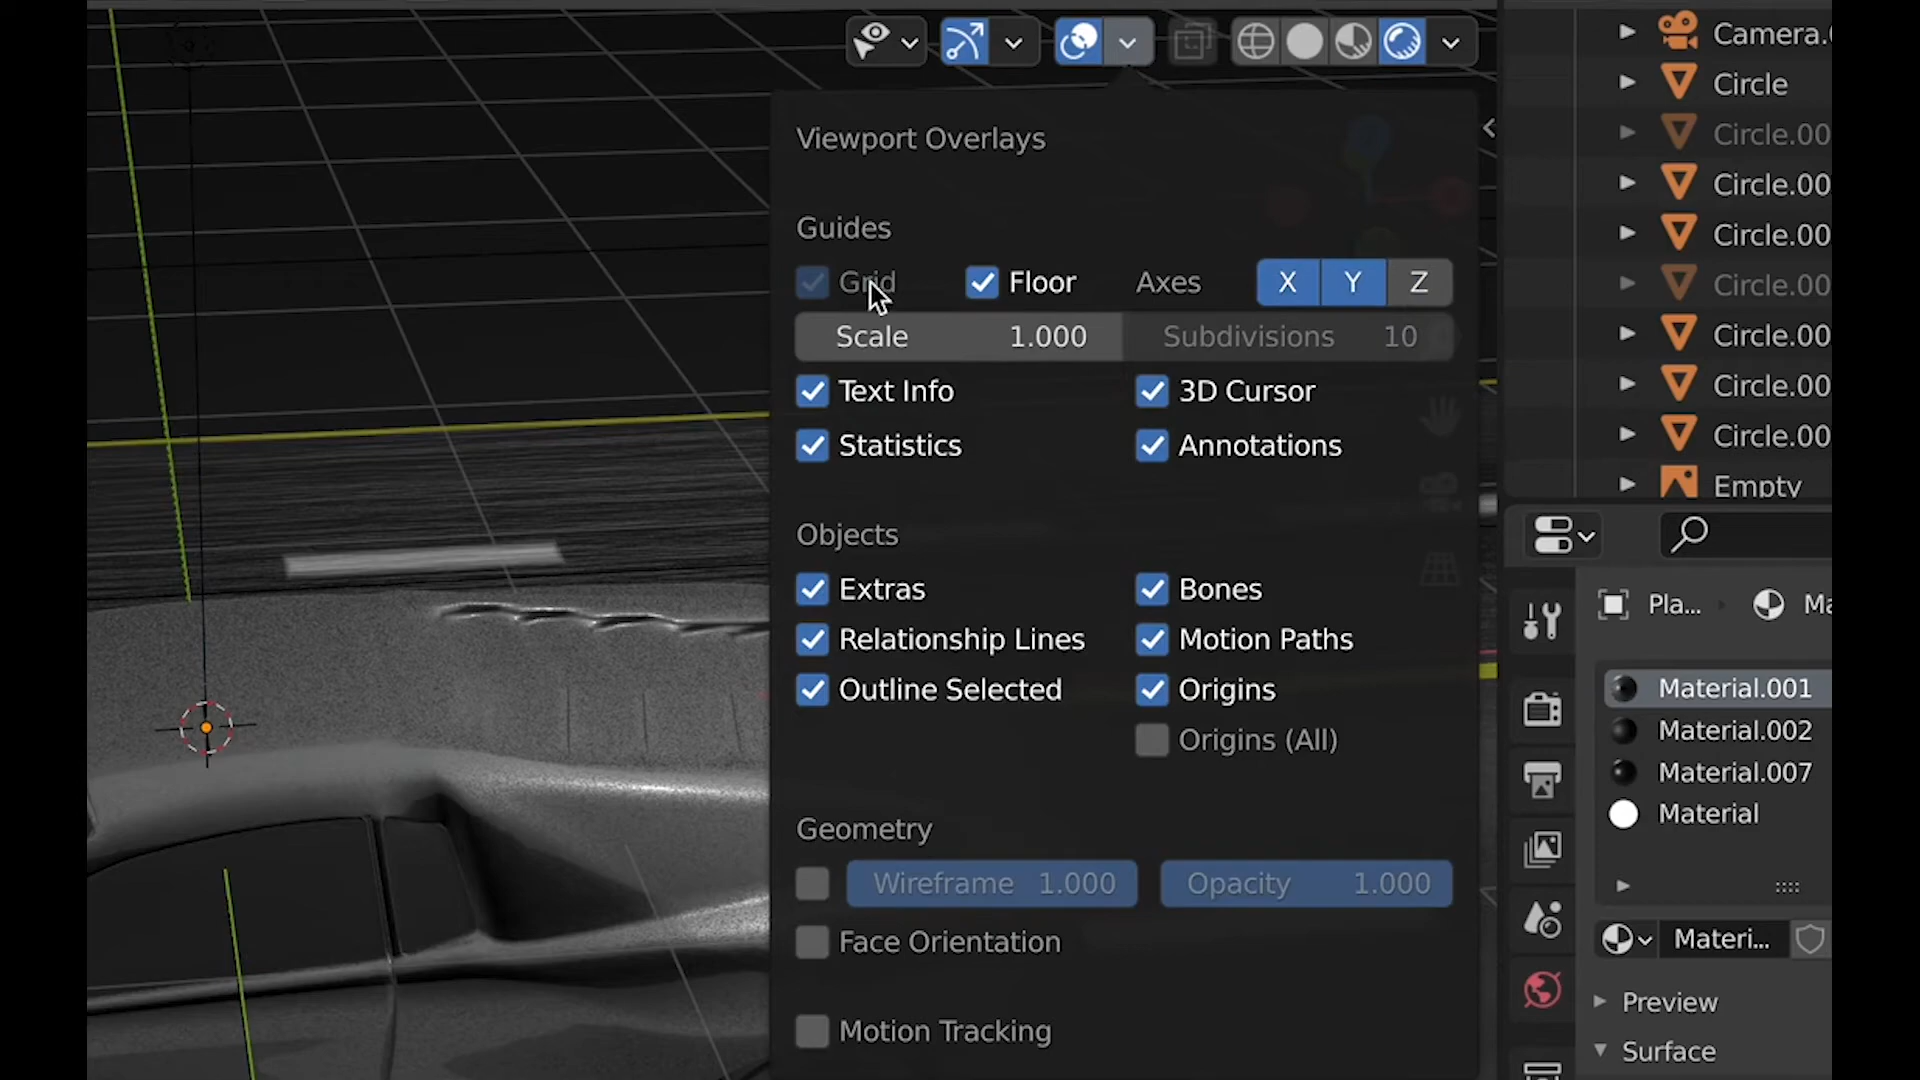 Viewport Overlays
Guides
Grid Floor Axes X Y Z
Scale 1.000 Subdivisions 10
Text Info 3D Cursor
Statistics Annotations
Objects
Extras Bones
Relationship Lines Motion Paths
Outline Selected Origins
Origins (All)
Geometry
Wireframe 1.000 Opacity 1.000
Face Orientation
Motion Tracking
Camera.
Circle
Circle.00
Circle.00
Circle.00
Circle.00
Circle.00
Circle.00
Circle.00
Empty
Pla... Ma
Material.001
Material.002
Material.007
Material
Materi...
Preview
Surface